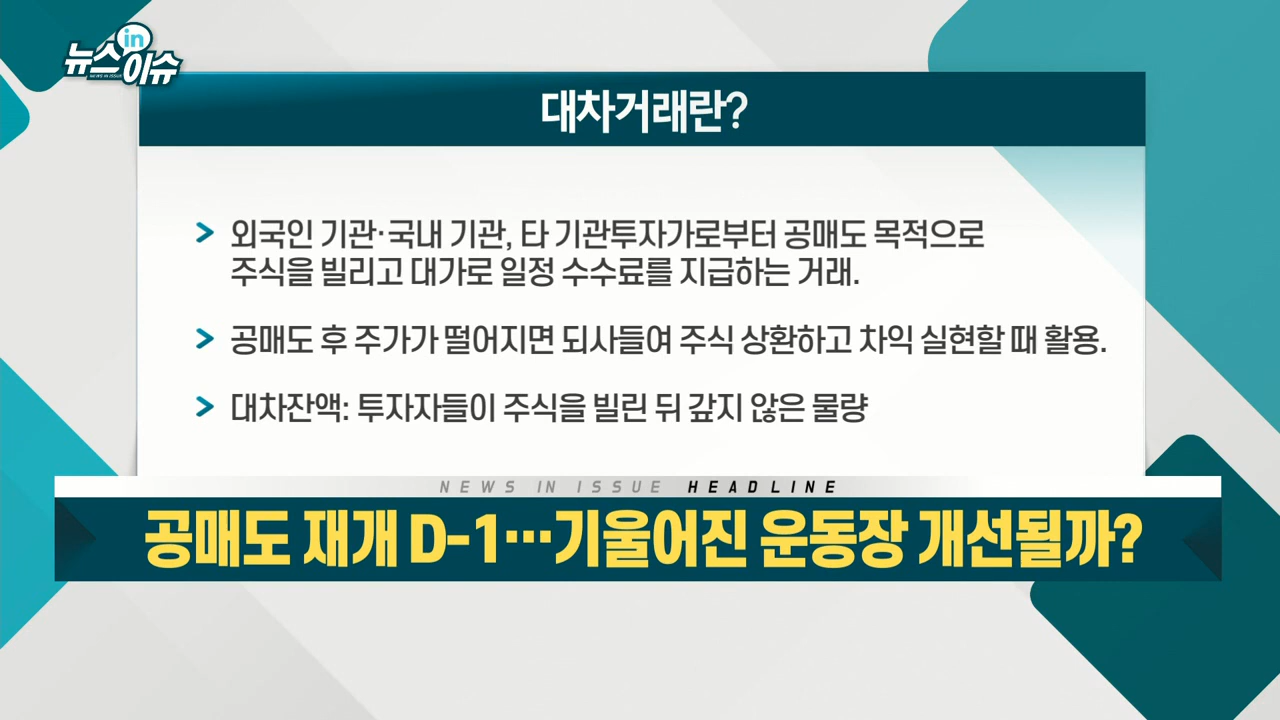 뉴스in이슈
NEWS IN ISSUE
대차거래란?
> 외국인 기관·국내 기관, 타 기관투자가로부터 공매도 목적으로
주식을 빌리고 대가로 일정 수수료를 지급하는 거래.
> 공매도 후 주가가 떨어지면 되사들여 주식 상환하고 차익 실현할 때 활용.
> 대차잔액: 투자자들이 주식을 빌린 뒤 갚지 않은 물량
NEWS IN ISSUE HEADLINE
공매도 재개 D-1…기울어진 운동장 개선될까?